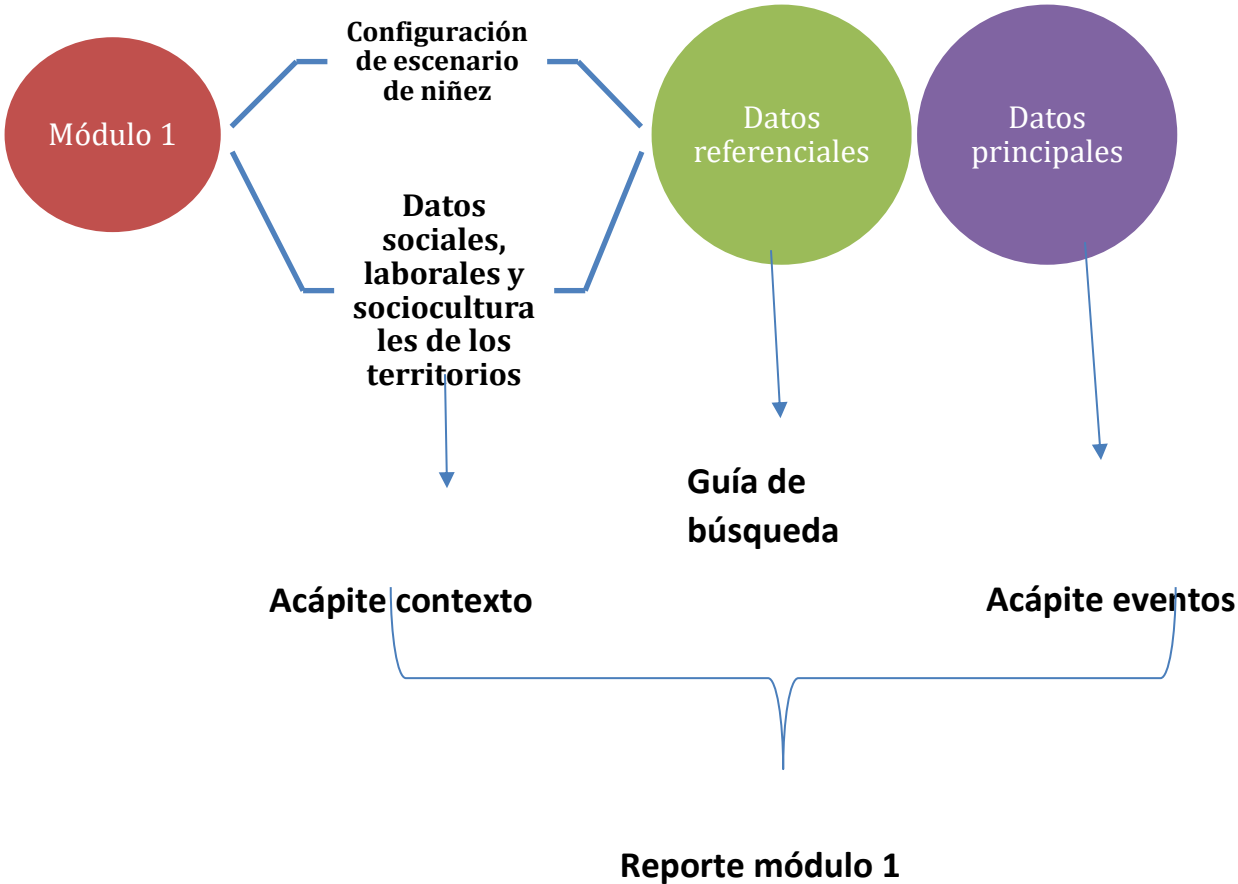 Módulo 1
Configuración
de escenario
de niñez
Datos
sociales,
laborales y
sociocultura
les de los
territorios
Datos
referenciales
Datos
principales
Guía de
búsqueda
Acápite contexto
Acápite eventos
Reporte módulo 1